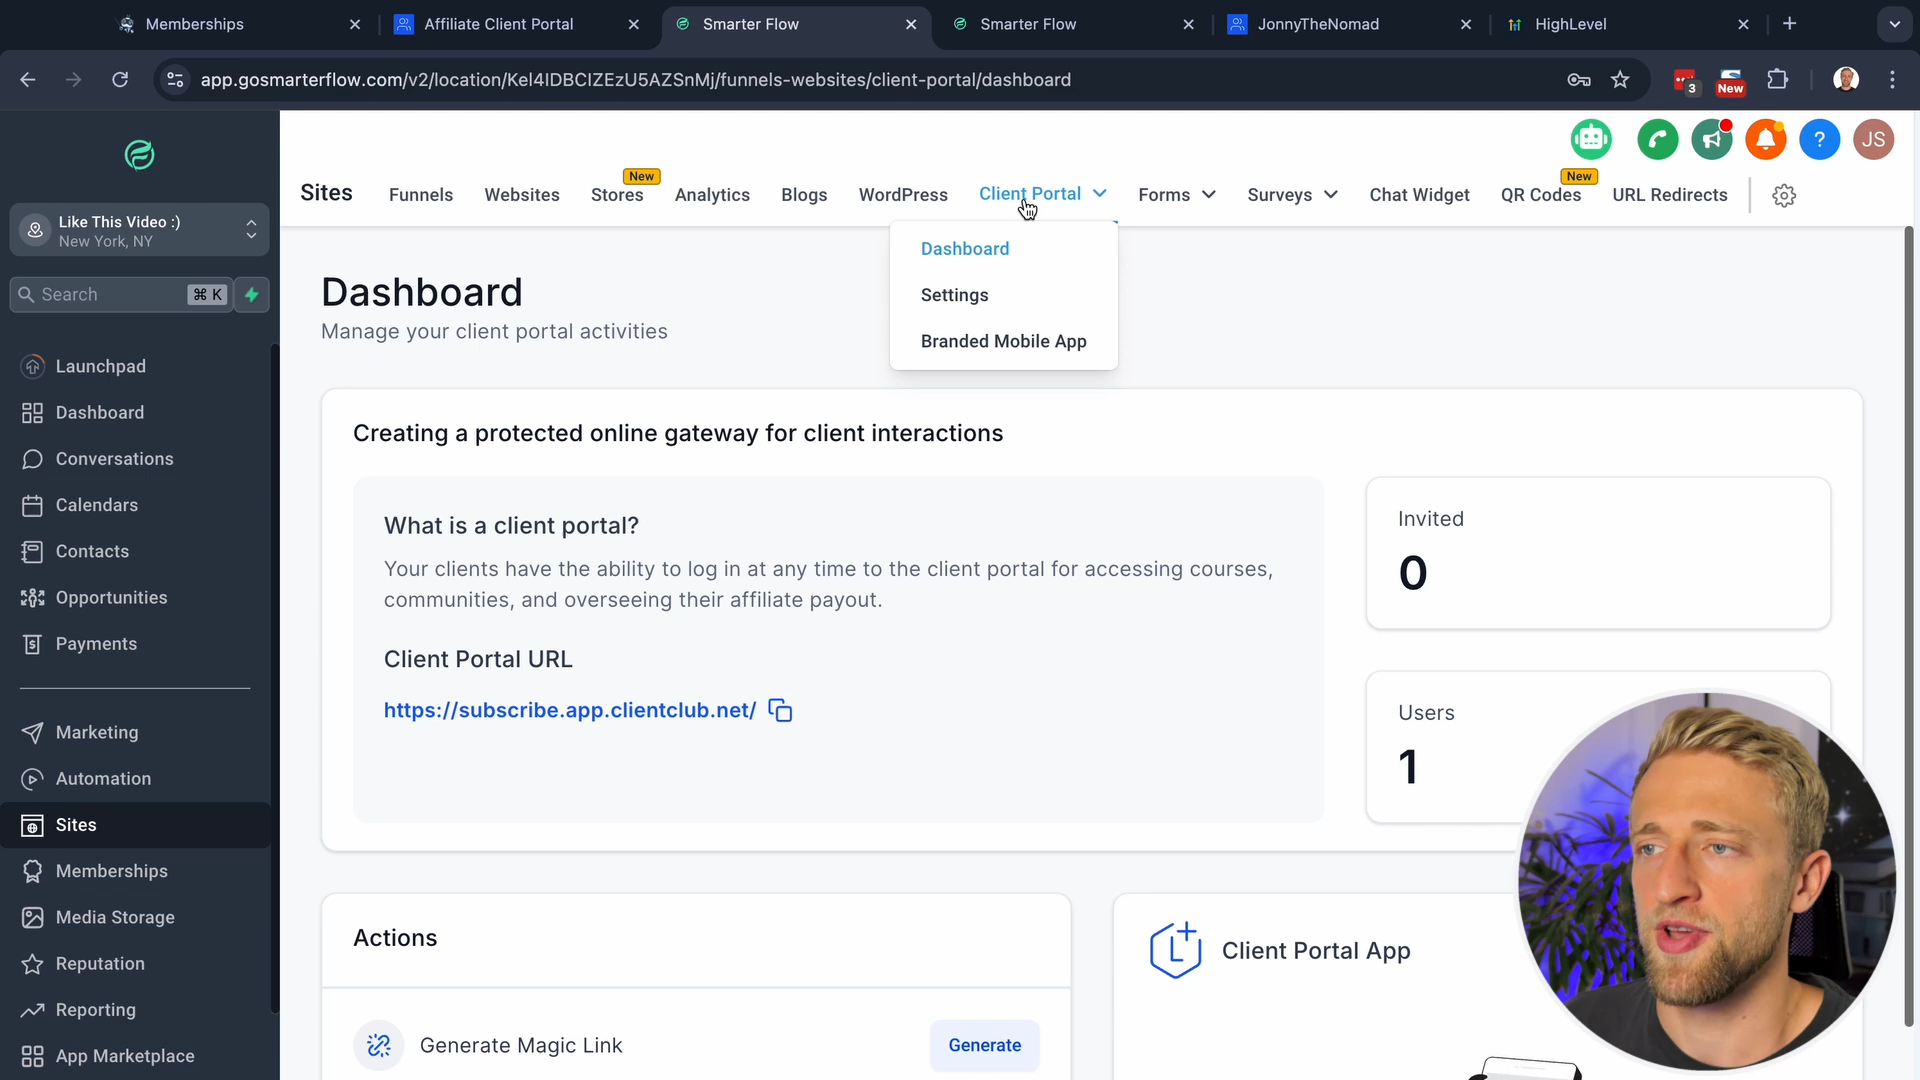 Memberships
Affiliate Client Portal
Smarter Flow
Smarter Flow
JonnyTheNomad
HighLevel
app.gosmarterflow.com/v2/location/Kel4IDBCIZEzU5AZSnMj/funnels-websites/client-portal/dashboard
3
New
JS
Sites
Funnels
Websites
Stores
New
Analytics
Blogs
WordPress
Client Portal
Forms
Surveys
Chat Widget
QR Codes
New
URL Redirects
Like This Video :)
New York, NY
Search
⌘ K
Launchpad
Dashboard
Conversations
Calendars
Contacts
Opportunities
Payments
Marketing
Automation
Sites
Memberships
Media Storage
Reputation
Reporting
App Marketplace
Dashboard
Settings
Branded Mobile App
Dashboard
Manage your client portal activities
Creating a protected online gateway for client interactions
What is a client portal?
Your clients have the ability to log in at any time to the client portal for accessing courses,
communities, and overseeing their affiliate payout.
Client Portal URL
https://subscribe.app.clientclub.net/
Invited
0
Users
1
Actions
Generate Magic Link
Generate
Client Portal App